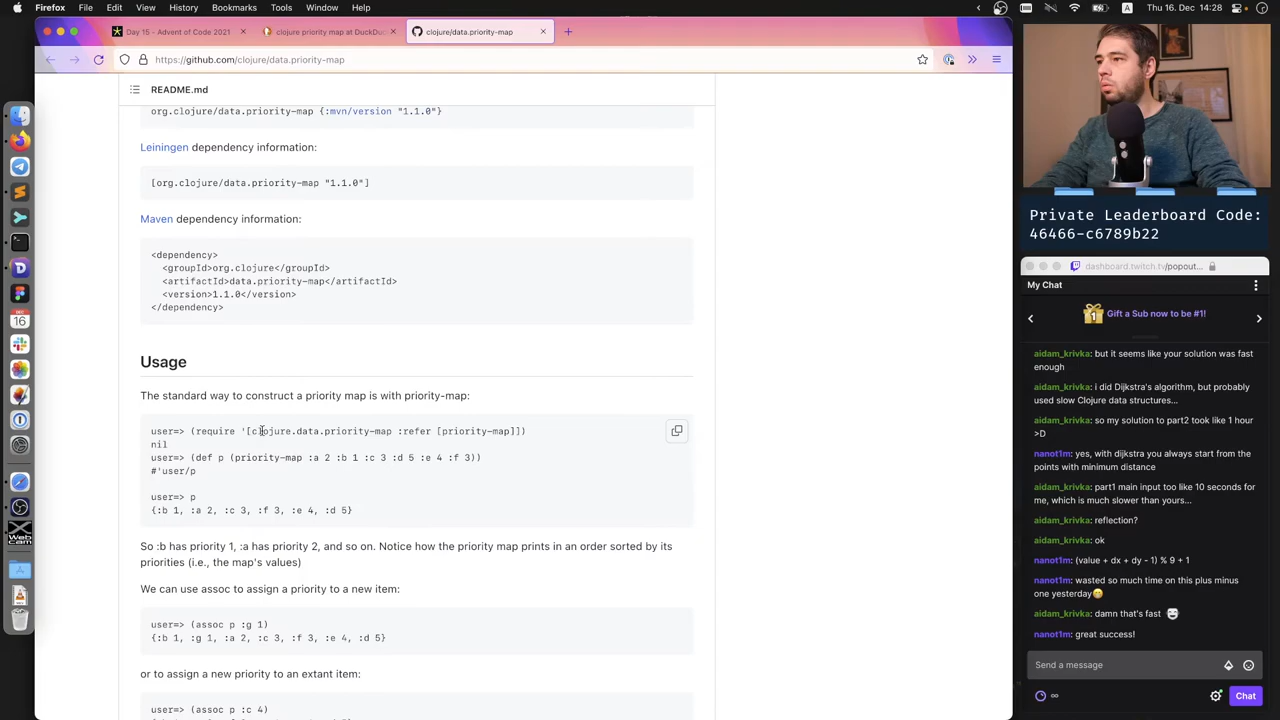 Firefox File Edit View History Bookmarks Tools Window Help
A Thu 16. Dec 14:28
Day 15 - Advent of Code 2021
clojure priority map at DuckDuc
clojure/data.priority-map
https://github.com/clojure/data.priority-map
README.md
org.clojure/data.priority-map {:mvn/version "1.1.0"}
Leiningen dependency information:
[org.clojure/data.priority-map "1.1.0"]
Maven dependency information:
<dependency>
<groupId>org.clojure</groupId>
<artifactId>data.priority-map</artifactId>
<version>1.1.0</version>
</dependency>
Usage
The standard way to construct a priority map is with priority-map:
user=> (require '[clojure.data.priority-map :refer [priority-map]])
nil
user=> (def p (priority-map :a 2 :b 1 :c 3 :d 5 :e 4 :f 3))
#'user/p
user=> p
{:b 1, :a 2, :c 3, :f 3, :e 4, :d 5}
So :b has priority 1, :a has priority 2, and so on. Notice how the priority map prints in an order sorted by its
priorities (i.e., the map's values)
We can use assoc to assign a priority to a new item:
user=> (assoc p :g 1)
{:b 1, :g 1, :a 2, :c 3, :f 3, :e 4, :d 5}
or to assign a new priority to an extant item:
user=> (assoc p :c 4)
DEC
16
Web
Cam
Private Leaderboard Code:
46466-c6789b22
dashboard.twitch.tv/popout...
My Chat
1
Gift a Sub now to be #1!
aidam_krivka: but it seems like your solution was fast
enough
aidam_krivka: i did Dijkstra's algorithm, but probably
used slow Clojure data structures...
aidam_krivka: so my solution to part2 took like 1 hour
>D
nanot1m: yes, with dijkstra you always start from the
points with minimum distance
aidam_krivka: part1 main input too like 10 seconds for
me, which is much slower than yours...
aidam_krivka: reflection?
aidam_krivka: ok
nanot1m: (value + dx + dy - 1) % 9 + 1
nanot1m: wasted so much time on this plus minus
one yesterday
aidam_krivka: damn that's fast
nanot1m: great success!
Send a message
∞
Chat